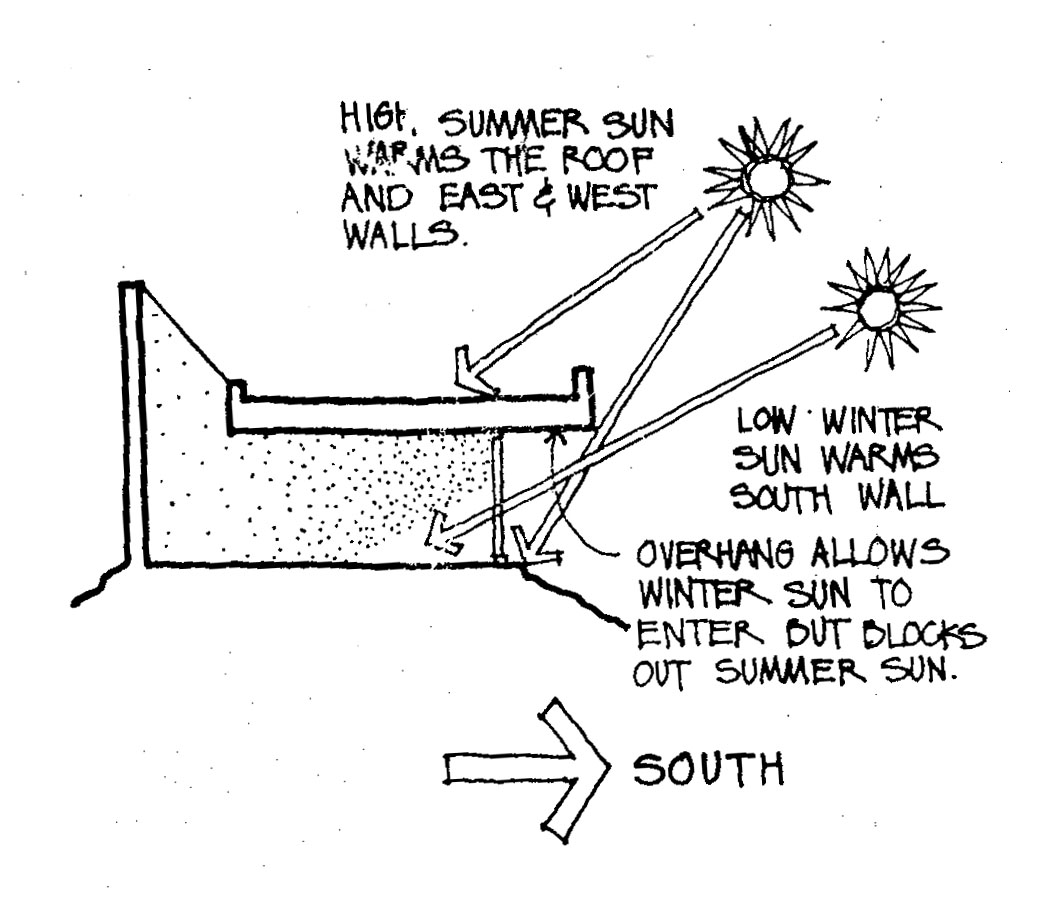 HIGH SUMMER SUN
WARMS THE ROOF
AND EAST & WEST
WALLS.
LOW WINTER
SUN WARMS
SOUTH WALL
OVERHANG ALLOWS
WINTER SUN TO
ENTER BUT BLOCKS
OUT SUMMER SUN.
SOUTH